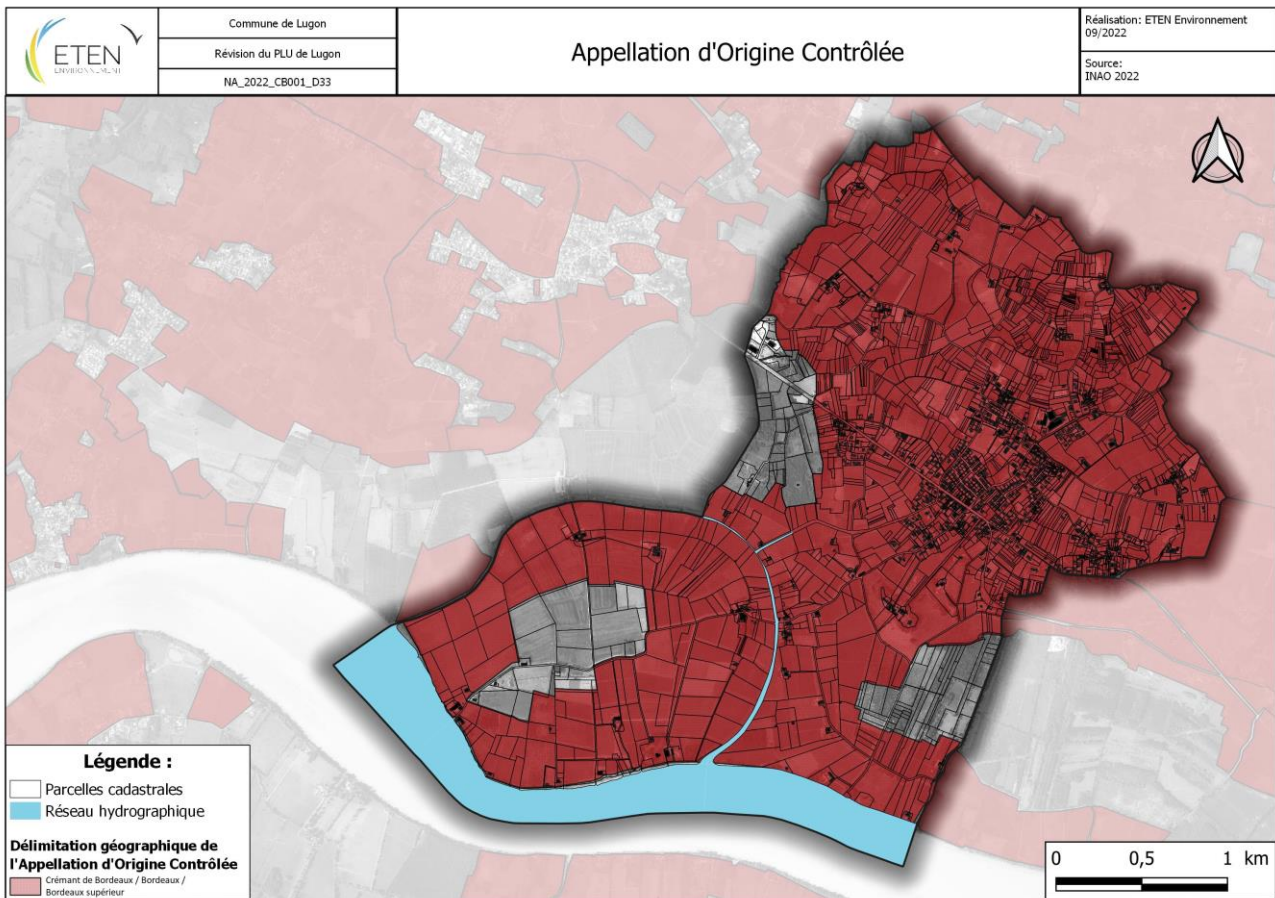 ETEN
ENVIRONNEMENT
Commune de Lugon
Révision du PLU de Lugon
NA_2022_CB001_D33
Appellation d'Origine Contrôlée
Réalisation: ETEN Environnement
09/2022
Source:
INAO 2022
Légende :
Parcelles cadastrales
Réseau hydrographique
Délimitation géographique de
l'Appellation d'Origine Contrôlée
Crémant de Bordeaux / Bordeaux /
Bordeaux supérieur
0 0,5 1 km